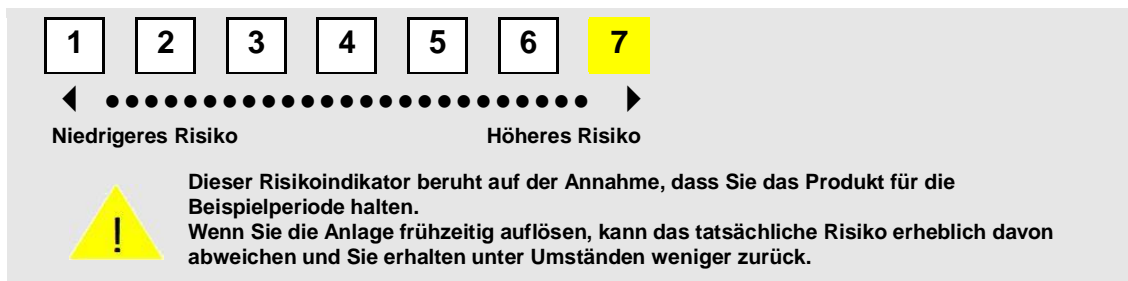 1 2 3 4 5 6 7
Niedrigeres Risiko Höheres Risiko
!
Dieser Risikoindikator beruht auf der Annahme, dass Sie das Produkt für die
Beispielperiode halten.
Wenn Sie die Anlage frühzeitig auflösen, kann das tatsächliche Risiko erheblich davon
abweichen und Sie erhalten unter Umständen weniger zurück.